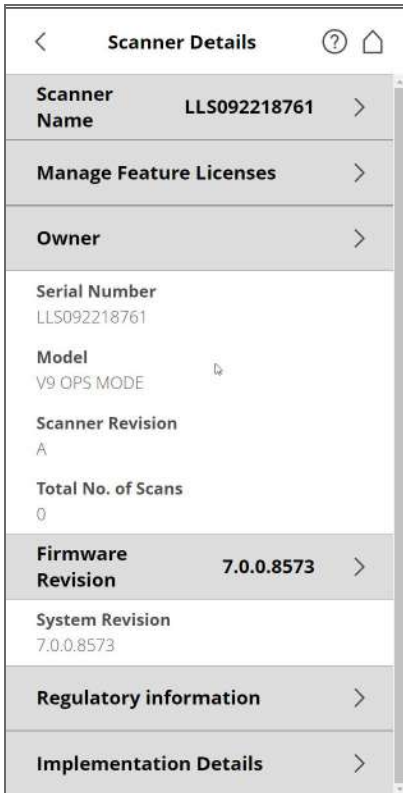 Scanner Details
Scanner
Name
LLS092218761
Manage Feature Licenses
Owner
Serial Number
LLS092218761
Model
V9 OPS MODE
Scanner Revision
A
Total No. of Scans
0
Firmware
Revision
7.0.0.8573
System Revision
7.0.0.8573
Regulatory information
Implementation Details